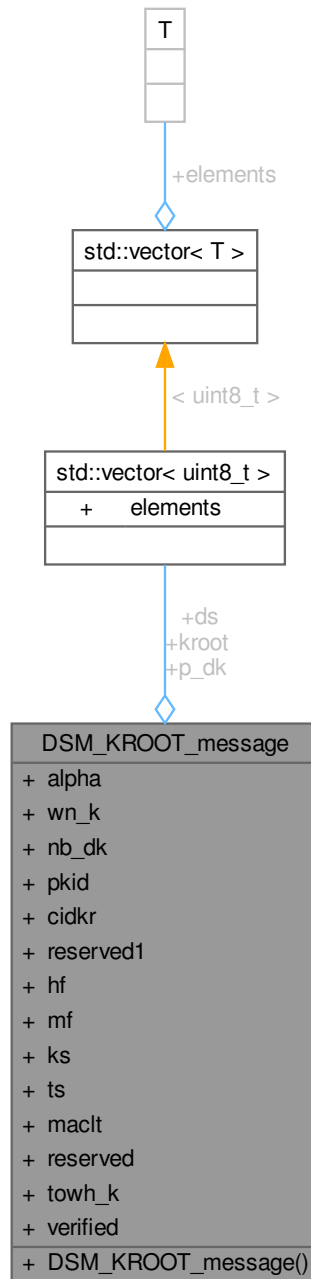 T
+elements
std::vector< T >
< uint8_t >
std::vector< uint8_t >
+ elements
+ds
+kroot
+p_dk
DSM_KROOT_message
+ alpha
+ wn_k
+ nb_dk
+ pkid
+ cidkr
+ reserved1
+ hf
+ mf
+ ks
+ ts
+ maclt
+ reserved
+ towh_k
+ verified
+ DSM_KROOT_message()